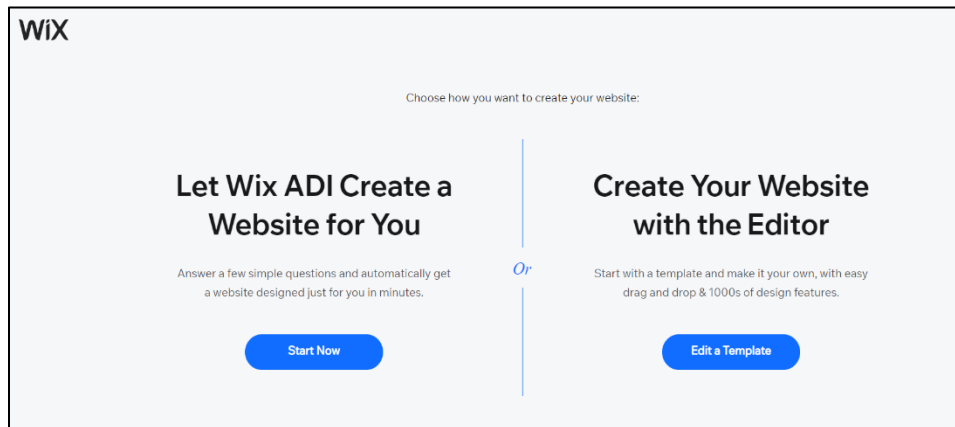 WiX
Choose how you want to create your website:
Let Wix ADI Create a
Website for You
Answer a few simple questions and automatically get
a website designed just for you in minutes.
Start Now
Or
Create Your Website
with the Editor
Start with a template and make it your own, with easy
drag and drop & 1000s of design features.
Edit a Template